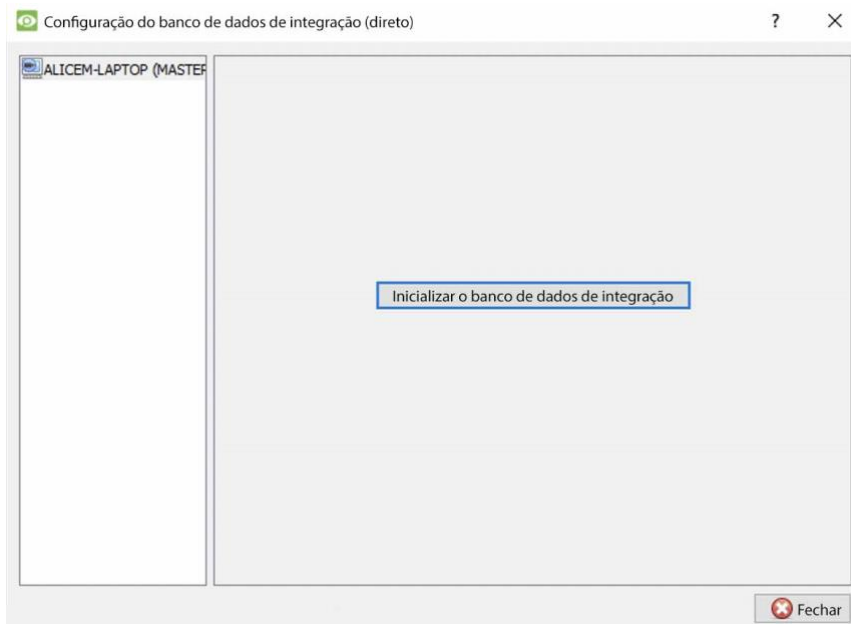 Configuração do banco de dados de integração (direto)
ALICEM-LAPTOP (MASTER
Inicializar o banco de dados de integração
Fechar